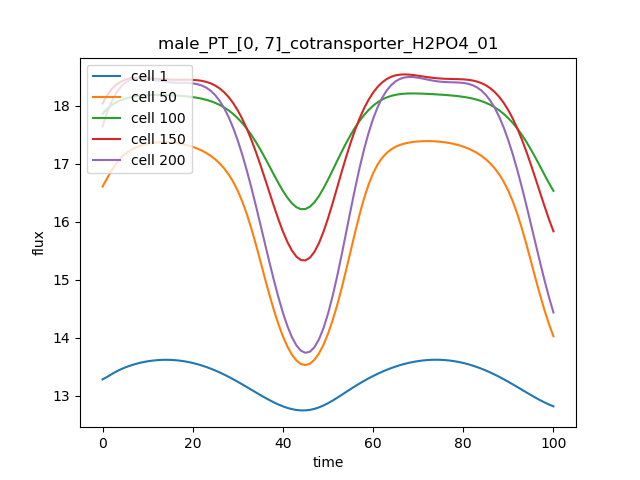 male_PT_[0, 7]_cotransporter_H2PO4_01
cell 1
cell 50
cell 100
cell 150
cell 200
flux
18
17
16
15
14
13
0 20 40 60 80 100
time